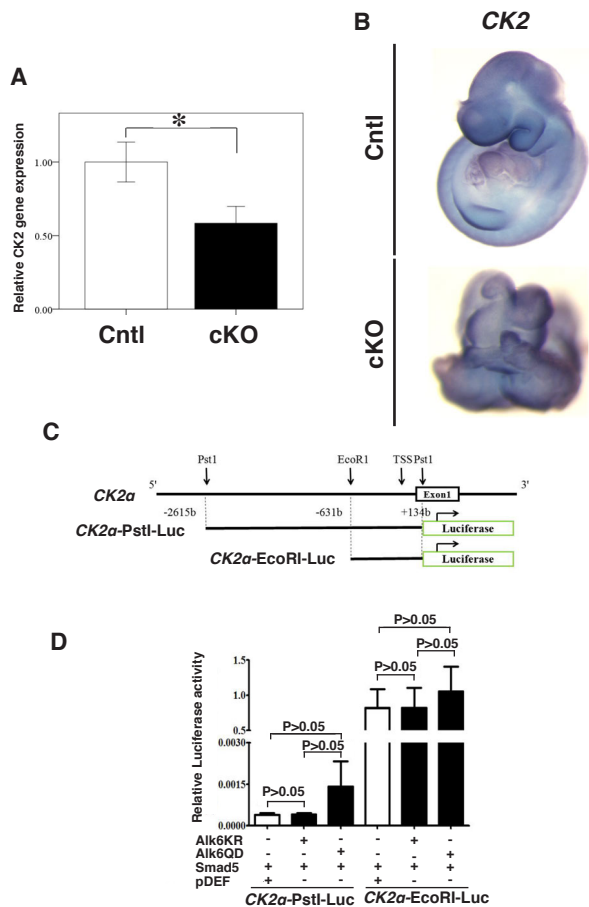 A
Relative CK2 gene expression
1.00
0.50
0.00
*
Cntl
cKO
B
CK2
Cntl
cKO
C
Pst1
EcoR1
TSS
Pst1
5'
3'
CK2α
Exon1
-2615b
-631b
+134b
CK2α-PstI-Luc
Luciferase
CK2α-EcoRI-Luc
Luciferase
D
Relative Luciferase activity
1.5
1.0
0.5
0.0030
0.0015
0.0000
P>0.05
P>0.05
P>0.05
P>0.05
P>0.05
P>0.05
Alk6KR - + - - + -
Alk6QD - - + - - +
Smad5 + + + + + +
pDEF + - - + - -
CK2α-PstI-Luc
CK2α-EcoRI-Luc